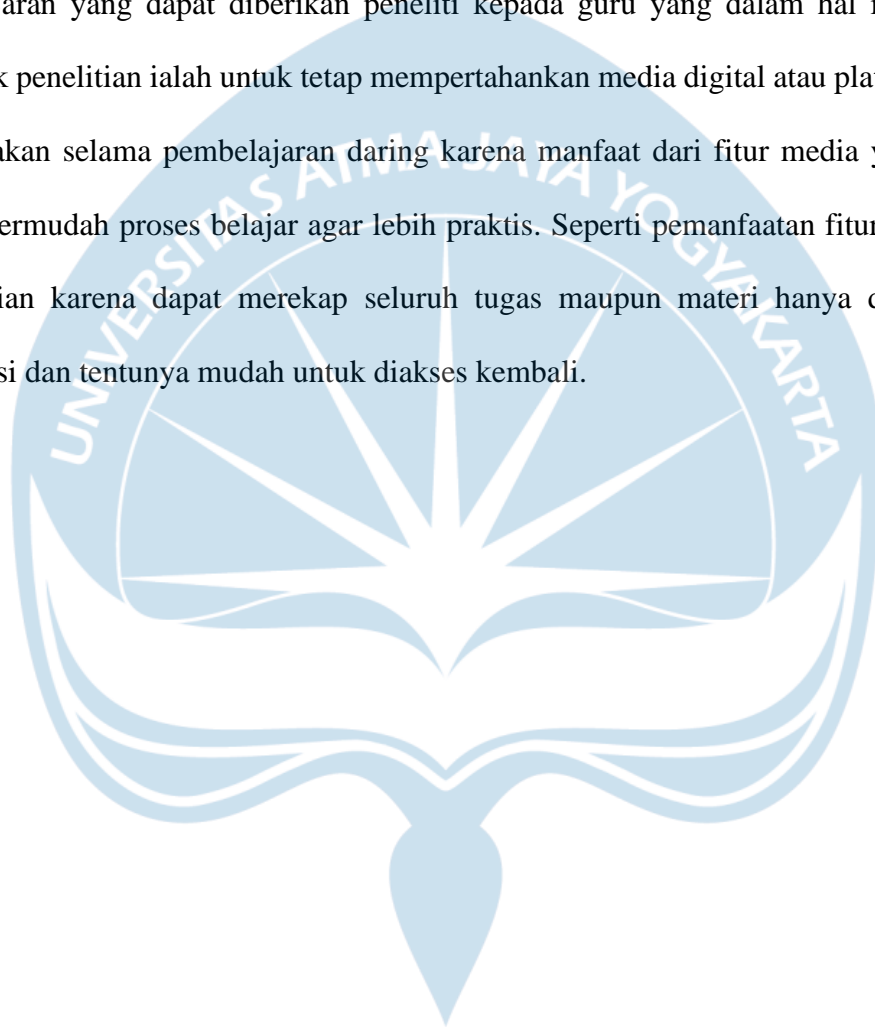 aran yang dapat diberikan peneliti kepada guru yang dalam hal
k penelitian ialah untuk tetap mempertahankan media digital atau
akan selama pembelajaran daring karena manfaat dari fitur media
ermudah proses belajar agar lebih praktis. Seperti pemanfaatan fitur
ian karena dapat merekap seluruh tugas maupun materi hanya
si dan tentunya mudah untuk diakses kembali.
UNIVERSITAS ATMA JAYA YOGYAKARTA